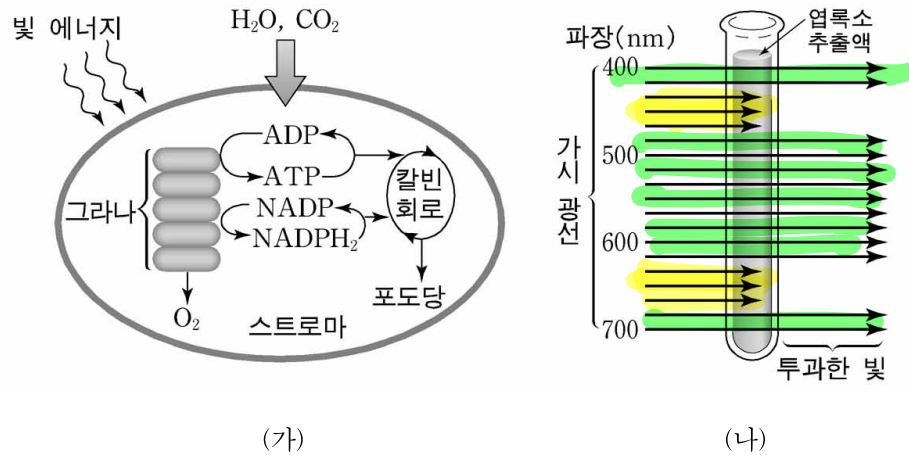 빛 에너지
H₂O, CO₂
ADP
ATP
그라나
NADP
NADPH₂
칼빈
회로
O₂
포도당
스트로마
(가)
파장(nm)
엽록소
추출액
400
500
600
700
가시광선
투과한 빛
(나)